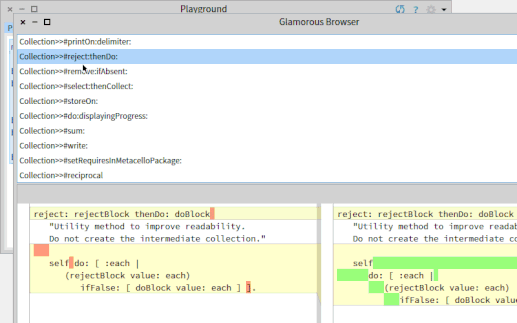 Playground
?
Glamorous Browser
P
Collection>>#printOn:delimiter:
Collection>>#reject:thenDo:
Collection>>#remove:ifAbsent:
Collection>>#select:thenCollect:
Collection>>#storeOn:
Collection>>#do:displayingProgress:
Collection>>#sum:
Collection>>#write:
Collection>>#setRequiresInMetacelloPackage:
Collection>>#reciprocal
reject: rejectBlock thenDo: doBlock
"Utility method to improve readability.
Do not create the intermediate collection."
self do: [ :each |
(rejectBlock value: each)
ifFalse: [ doBlock value: each ] ].
reject: rejectBlock thenDo: doBlock
"Utility method to improve readab
Do not create the intermediate co
self
do: [ :each |
(rejectBlock value: each)
ifFalse: [ doBlock valu